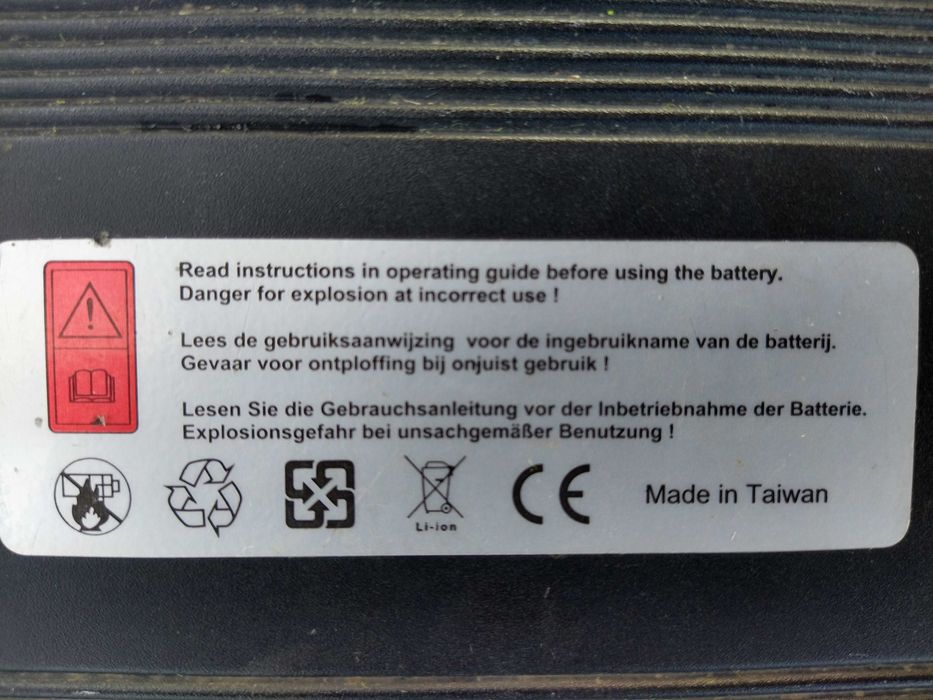 Read instructions in operating guide before using the battery.
Danger for explosion at incorrect use !
Lees de gebruiksaanwijzing voor de ingebruikname van de batterij.
Gevaar voor ontploffing bij onjuist gebruik !
Lesen Sie die Gebrauchsanleitung vor der Inbetriebnahme der Batterie.
Explosionsgefahr bei unsachgemäßer Benutzung !
Li-ion
CE
Made in Taiwan